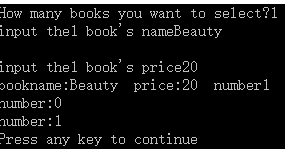 How many books you want to select?1
input the1 book's nameBeauty
input the1 book's price20
bookname:Beauty  price:20  number1
number:0
number:1
Press any key to continue